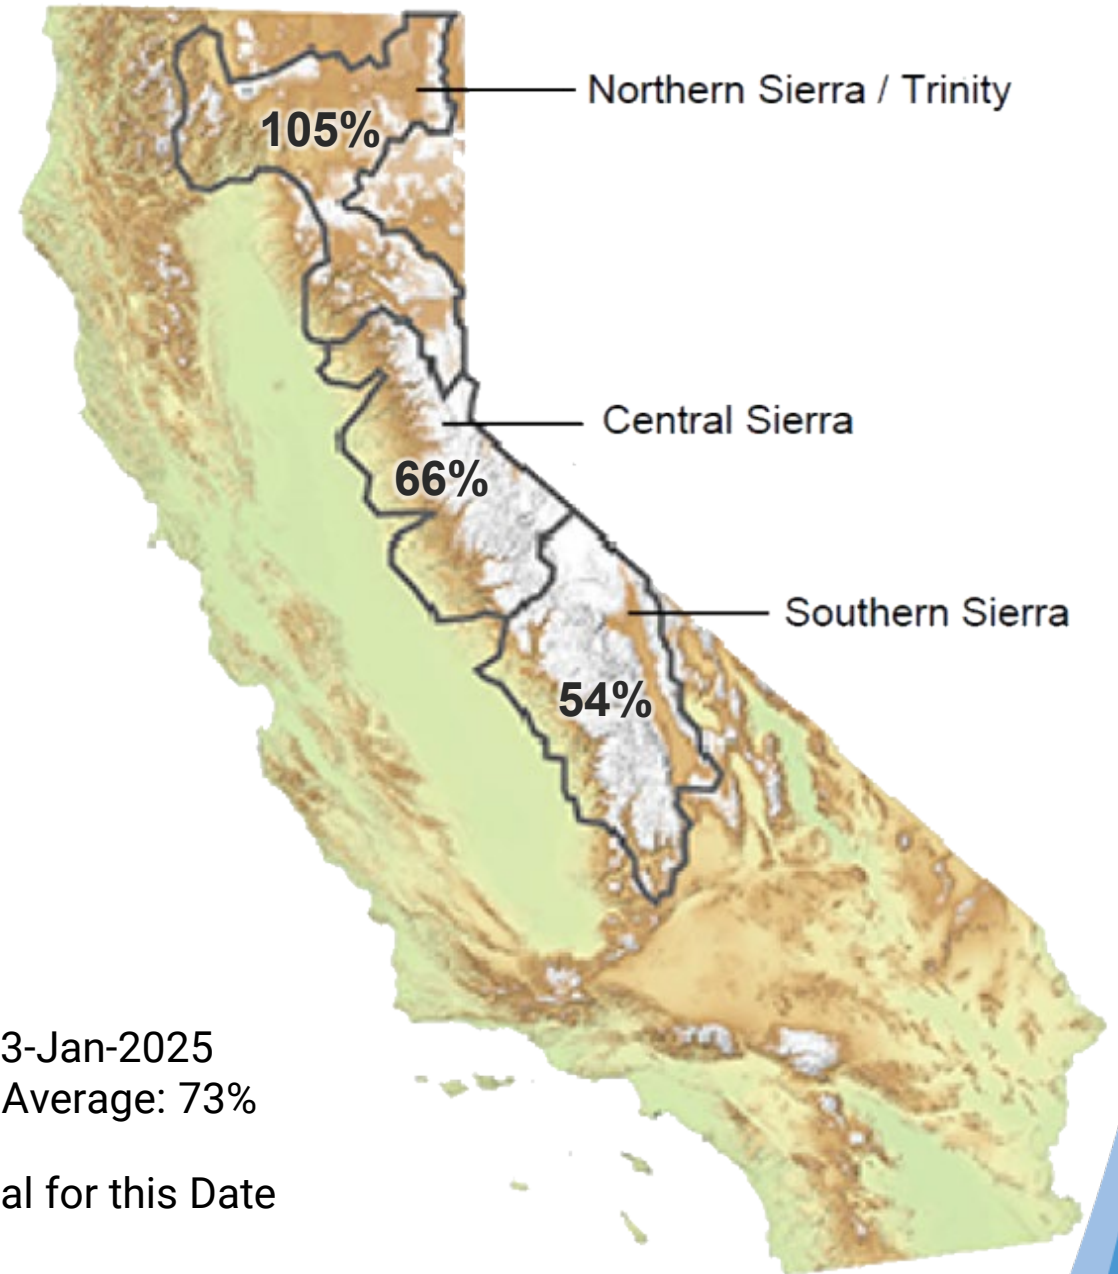 Northern Sierra / Trinity
105%
Central Sierra
66%
Southern Sierra
54%
3-Jan-2025
Average: 73%
al for this Date